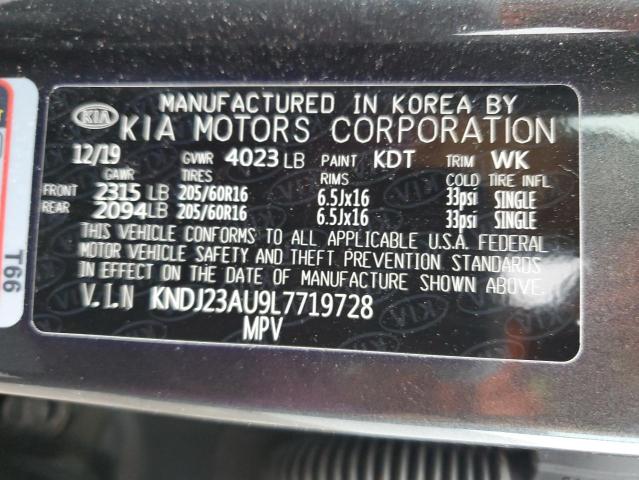 MANUFACTURED IN KOREA BY
KIA KIA MOTORS CORPORATION
12/19 GVWR 4023 LB PAINT KDT TRIM WK
GAWR TIRES RIMS COLD TIRE INFL
FRONT 2315 LB 205/60R16 6.5Jx16 33psi SINGLE
REAR 2094LB 205/60R16 6.5Jx16 33psi SINGLE
THIS VEHICLE CONFORMS TO ALL APPLICABLE U.S.A. FEDERAL
MOTOR VEHICLE SAFETY AND THEFT PREVENTION STANDARDS
IN EFFECT ON THE DATE OF MANUFACTURE SHOWN ABOVE.
V.I.N KNDJ23AU9L7719728
MPV
T66